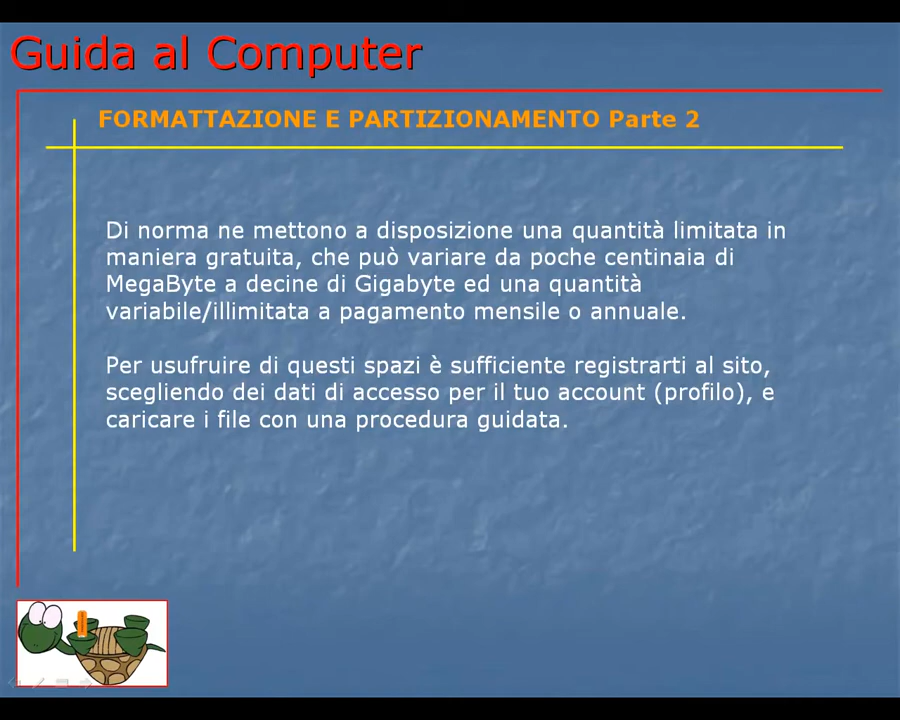 Guida al Computer
FORMATTAZIONE E PARTIZIONAMENTO Parte 2
Di norma ne mettono a disposizione una quantità limitata in
maniera gratuita, che può variare da poche centinaia di
MegaByte a decine di Gigabyte ed una quantità
variabile/illimitata a pagamento mensile o annuale.
Per usufruire di questi spazi è sufficiente registrarti al sito,
scegliendo dei dati di accesso per il tuo account (profilo), e
caricare i file con una procedura guidata.